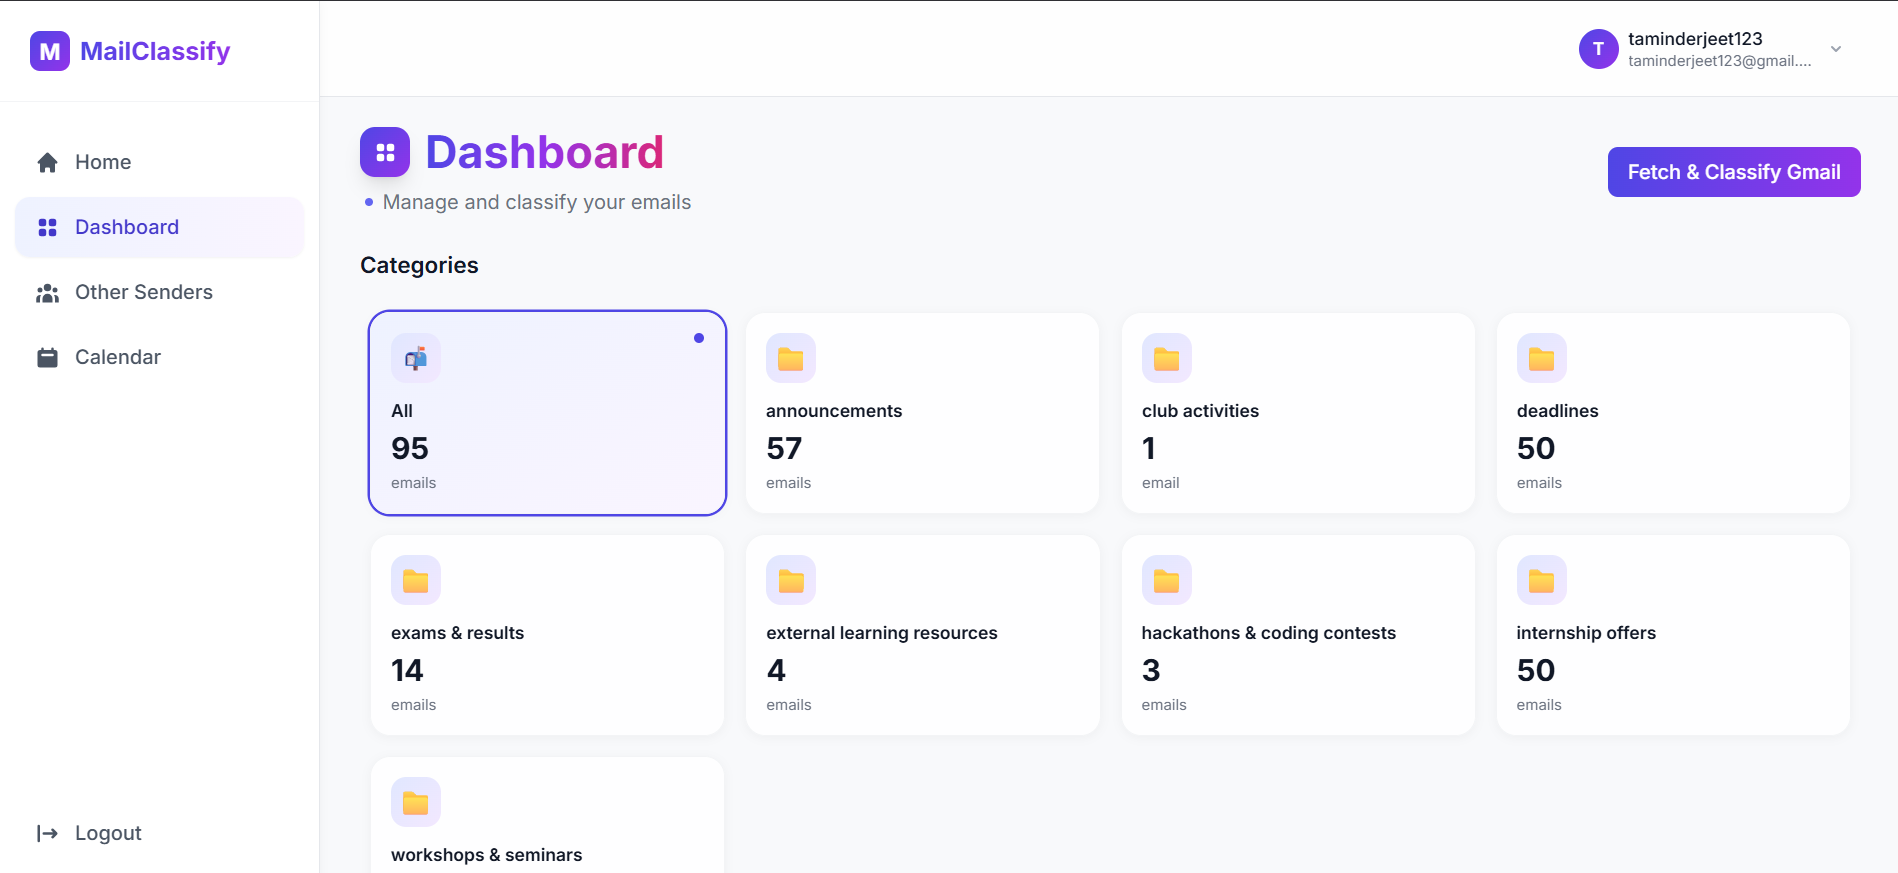 M MailClassify
T taminderjeet123
taminderjeet123@gmail....
Home
Dashboard
Other Senders
Calendar
Logout
Dashboard
Manage and classify your emails
Fetch & Classify Gmail
Categories
All
95
emails
announcements
57
emails
club activities
1
email
deadlines
50
emails
exams & results
14
emails
external learning resources
4
emails
hackathons & coding contests
3
emails
internship offers
50
emails
workshops & seminars